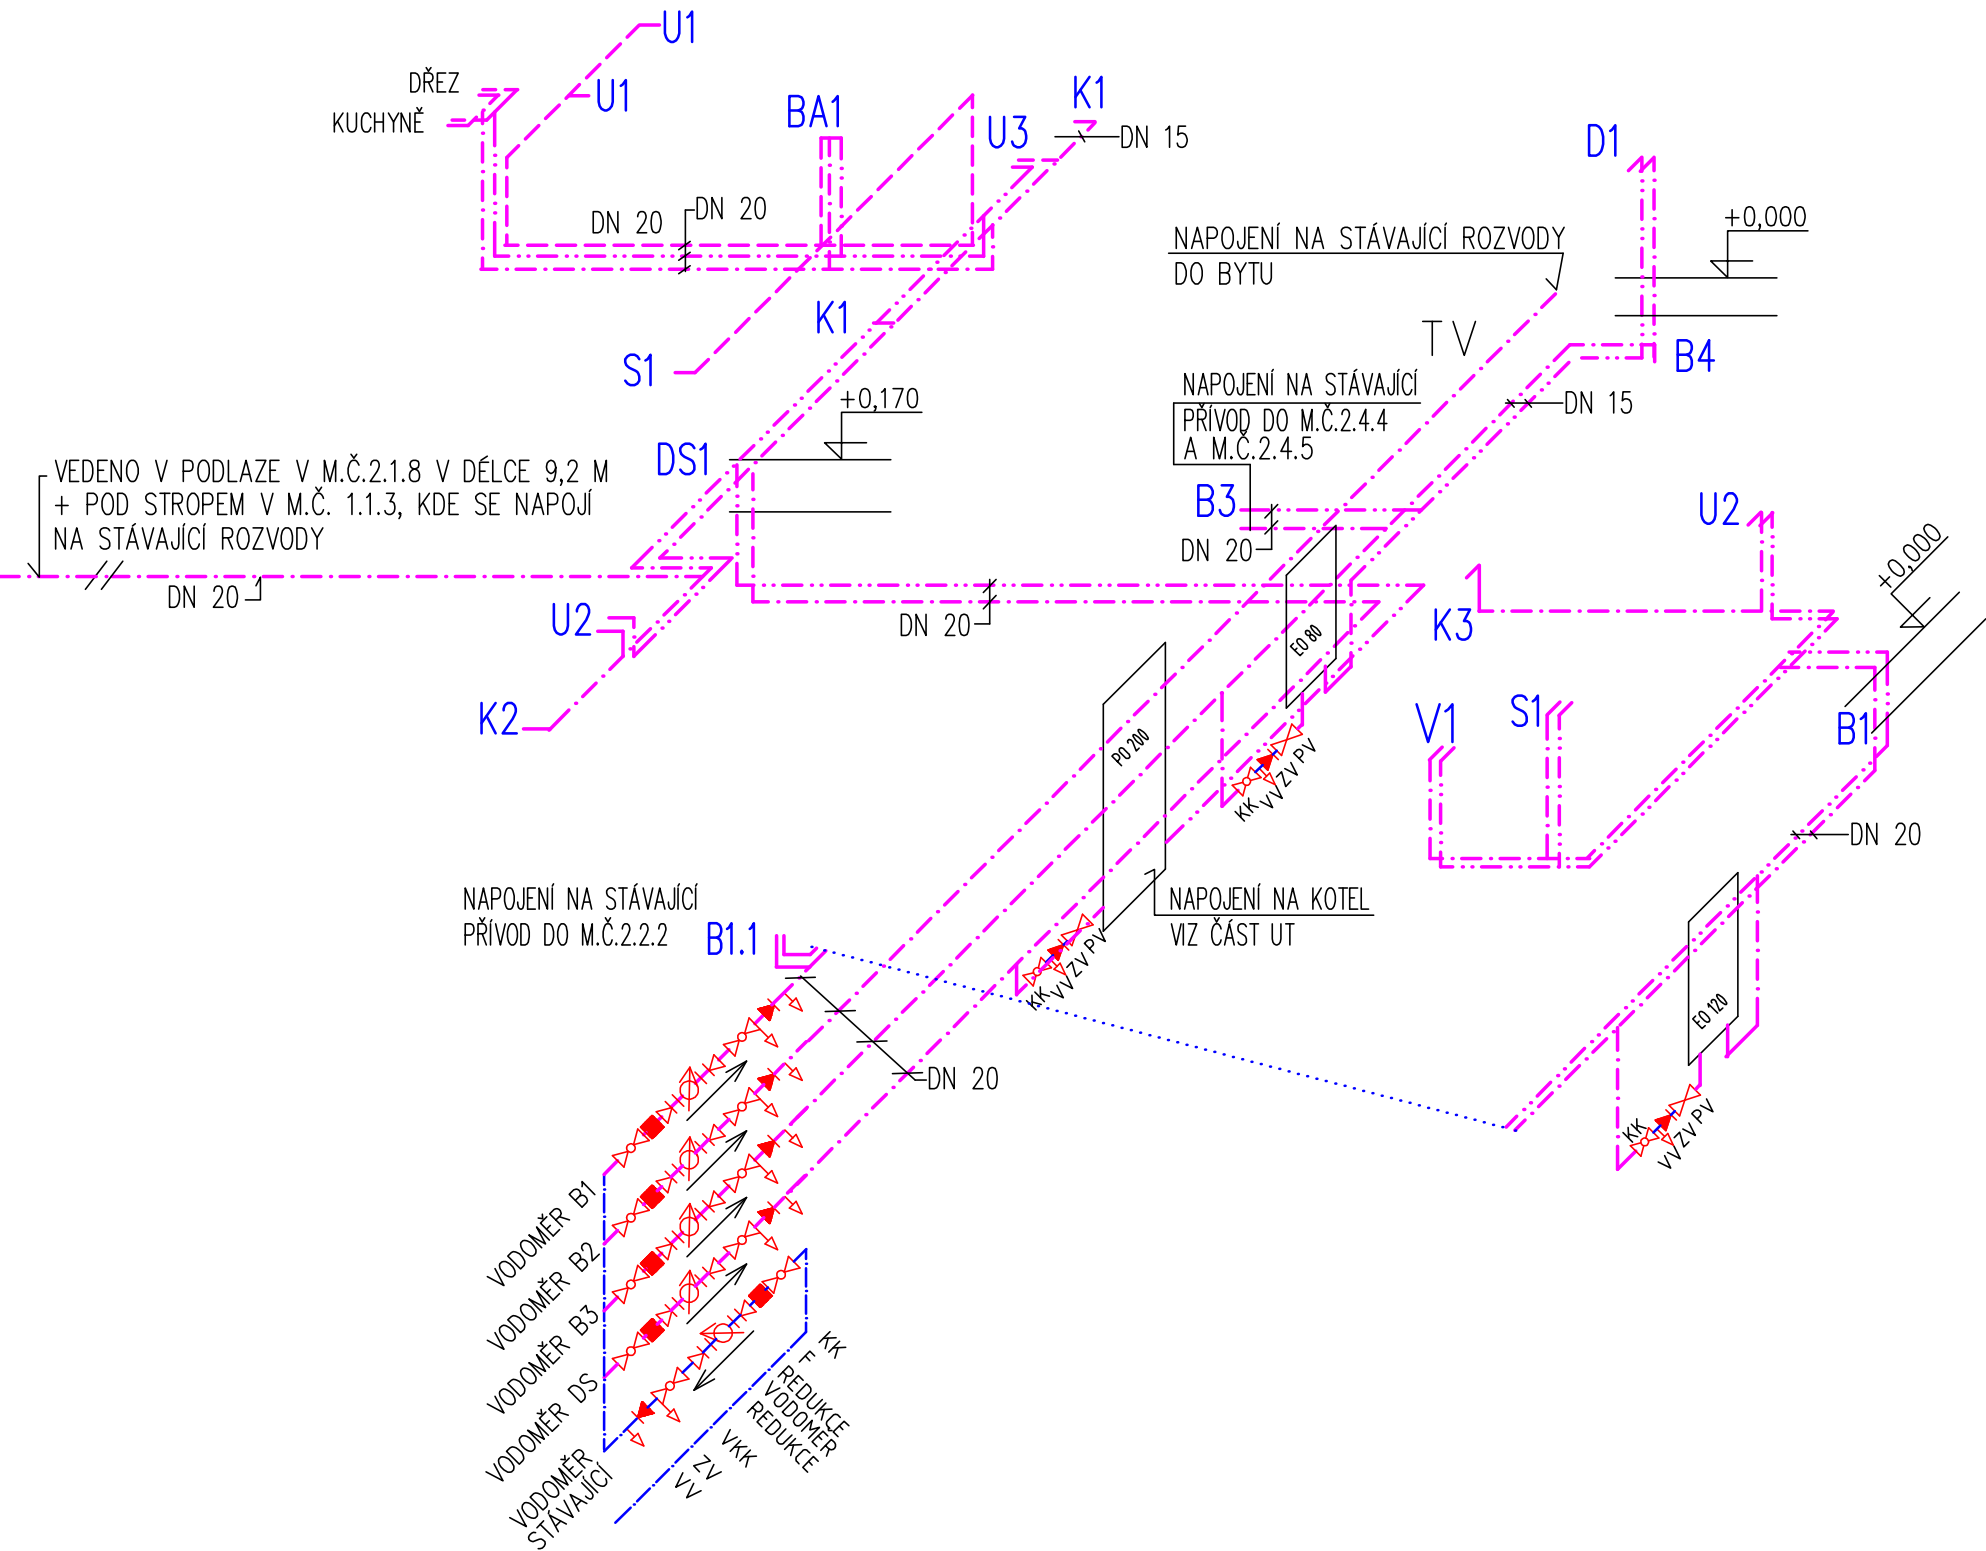 U1
DŘEZ
U1
KUCHYNĚ
BA1
K1
U3
DN 15
D1
DN 20
DN 20
+0,000
NAPOJENÍ NA STÁVAJÍCÍ ROZVODY
DO BYTU
K1
TV
S1
B4
NAPOJENÍ NA STÁVAJÍCÍ
PŘÍVOD DO M.Č.2.4.4
A M.Č.2.4.5
+0,170
DN 15
DS1
VEDENO V PODLAZE V M.Č.2.1.8 V DÉLCE 9,2 M
+ POD STROPEM V M.Č. 1.1.3, KDE SE NAPOJÍ
NA STÁVAJÍCÍ ROZVODY
B3
U2
DN 20
+0,000
DN 20
U2
DN 20
K3
EO 80
K2
V1
S1
B1
PO 200
KK
VV
ZV
PV
DN 20
NAPOJENÍ NA STÁVAJÍCÍ
PŘÍVOD DO M.Č.2.2.2
B1.1
NAPOJENÍ NA KOTEL
VIZ ČÁST UT
KK
VV
ZV
PV
EO 120
DN 20
KK
VV
ZV
PV
VODOMĚR B1
VODOMĚR B2
VODOMĚR B3
VODOMĚR DS
VODOMĚR
STÁVAJÍCÍ
KK
F
REDUKCE
VODOMĚR
REDUKCE
VKK
ZV
VV